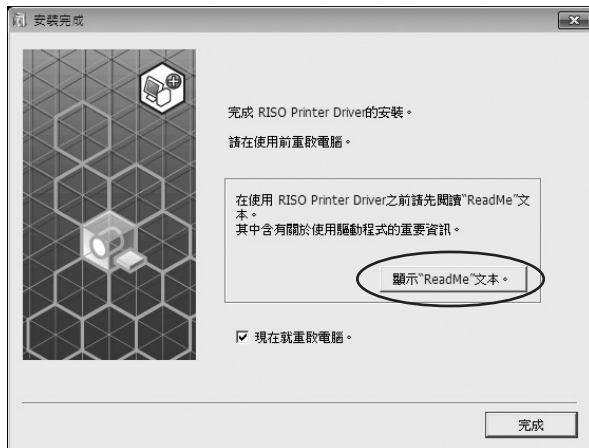 安裝完成
完成 RISO Printer Driver的安裝。
請在使用前重啟電腦。
在使用 RISO Printer Driver之前請先閱讀"ReadMe"文
本。
其中含有關於使用驅動程式的重要資訊。
顯示"ReadMe"文本。
現在就重啟電腦。
完成